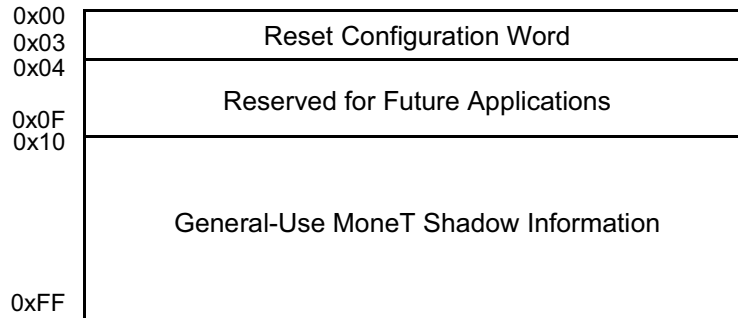 0x00
Reset Configuration Word
0x03
0x04
Reserved for Future Applications
0x0F
0x10
General-Use MoneT Shadow Information
0xFF